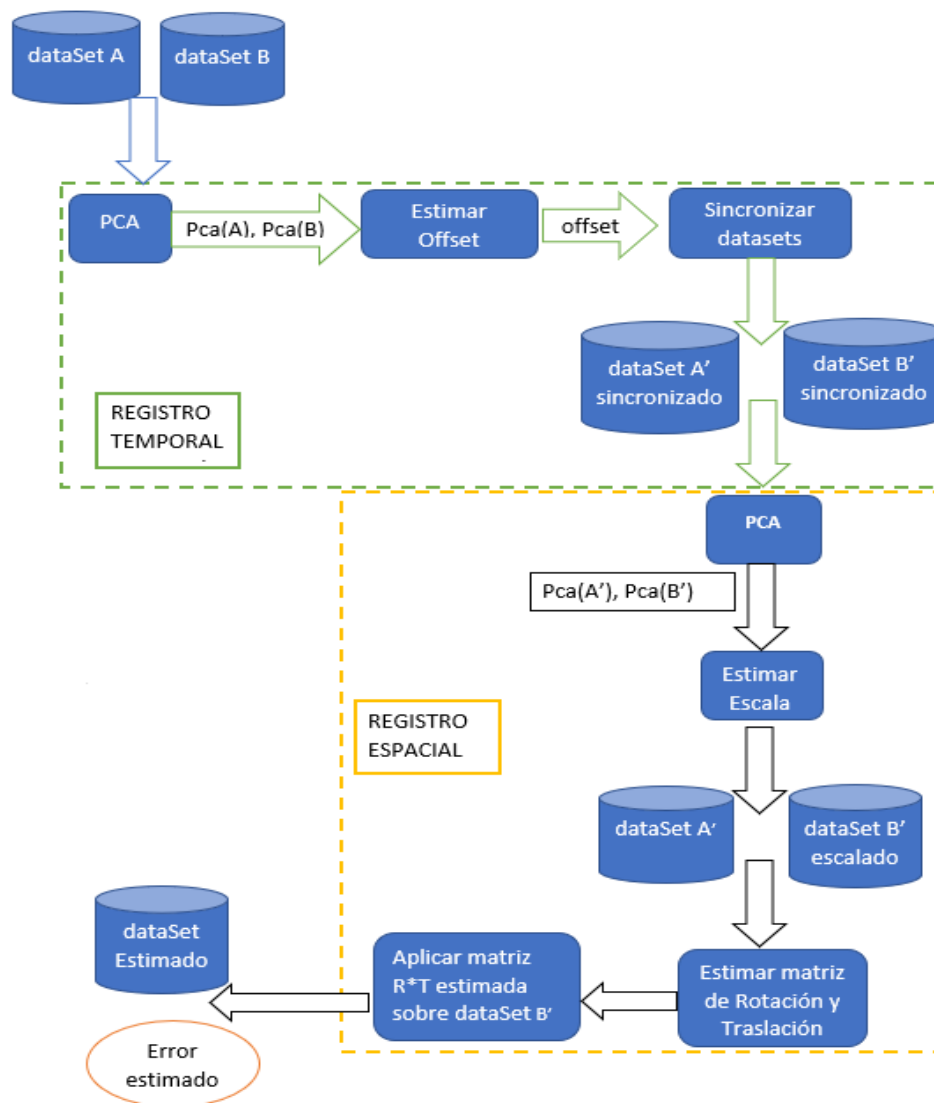 dataSet A
dataSet B
PCA
Pca(A), Pca(B)
Estimar
Offset
offset
Sincronizar
datasets
dataSet A’
sincronizado
dataSet B’
sincronizado
REGISTRO
TEMPORAL
PCA
Pca(A’), Pca(B’)
Estimar
Escala
REGISTRO
ESPACIAL
dataSet A’
dataSet B’
escalado
Estimar matriz
de Rotación y
Traslación
Aplicar matriz
R*T estimada
sobre dataSet B’
dataSet
Estimado
Error
estimado